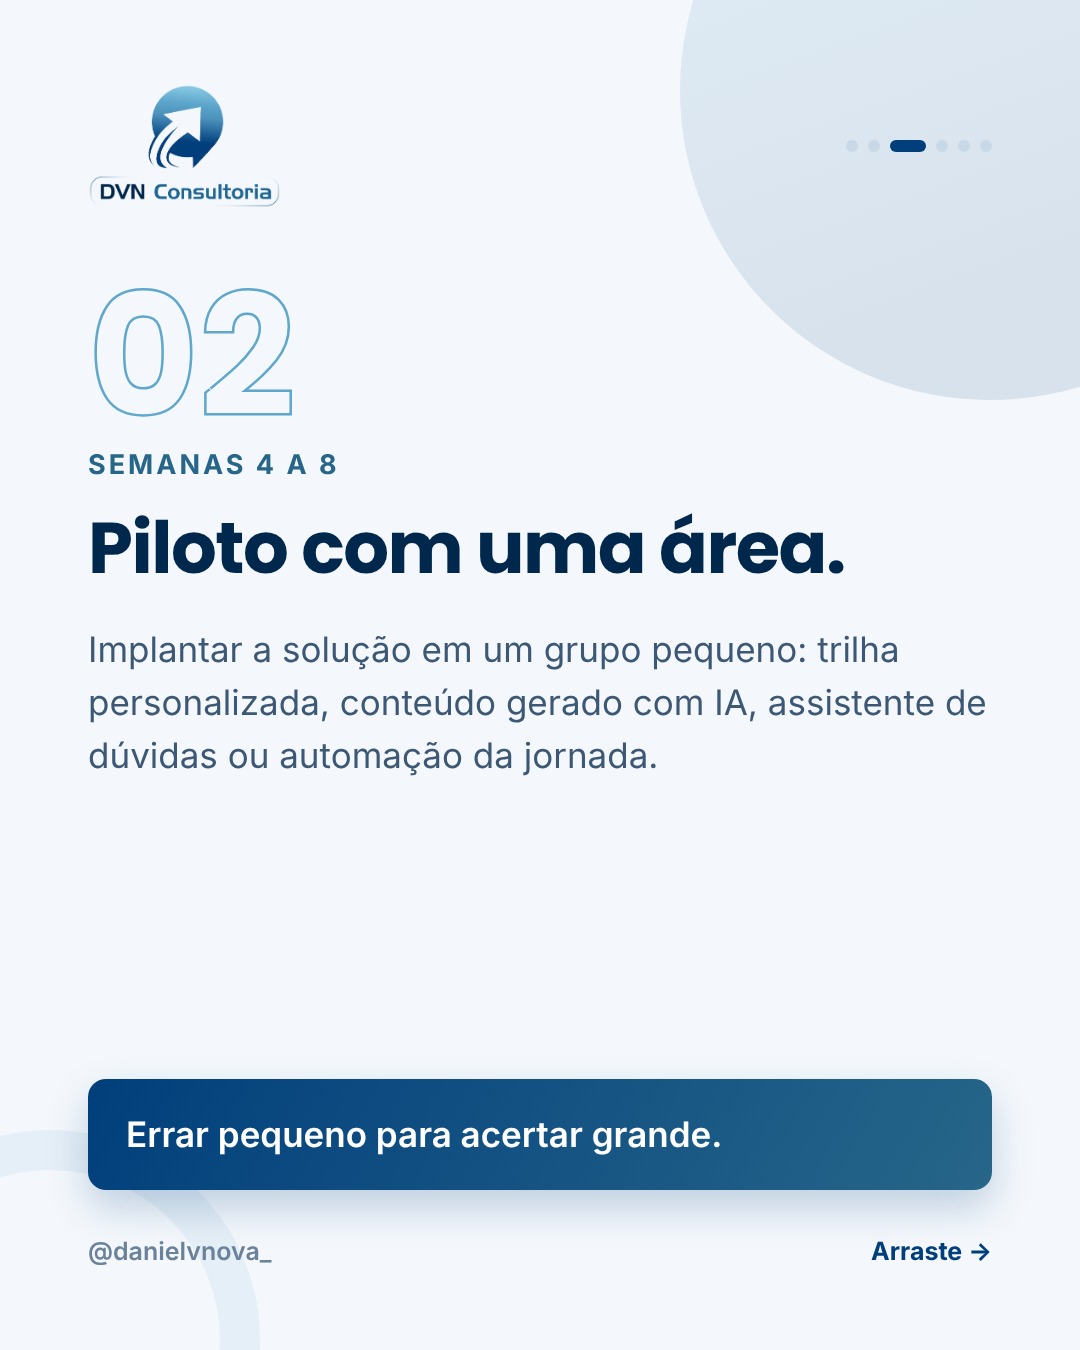 DVN Consultoria
02
SEMANAS 4 A 8
Piloto com uma área.
Implantar a solução em um grupo pequeno: trilha
personalizada, conteúdo gerado com IA, assistente de
dúvidas ou automação da jornada.
Errar pequeno para acertar grande.
@danielvnova_
Arraste →